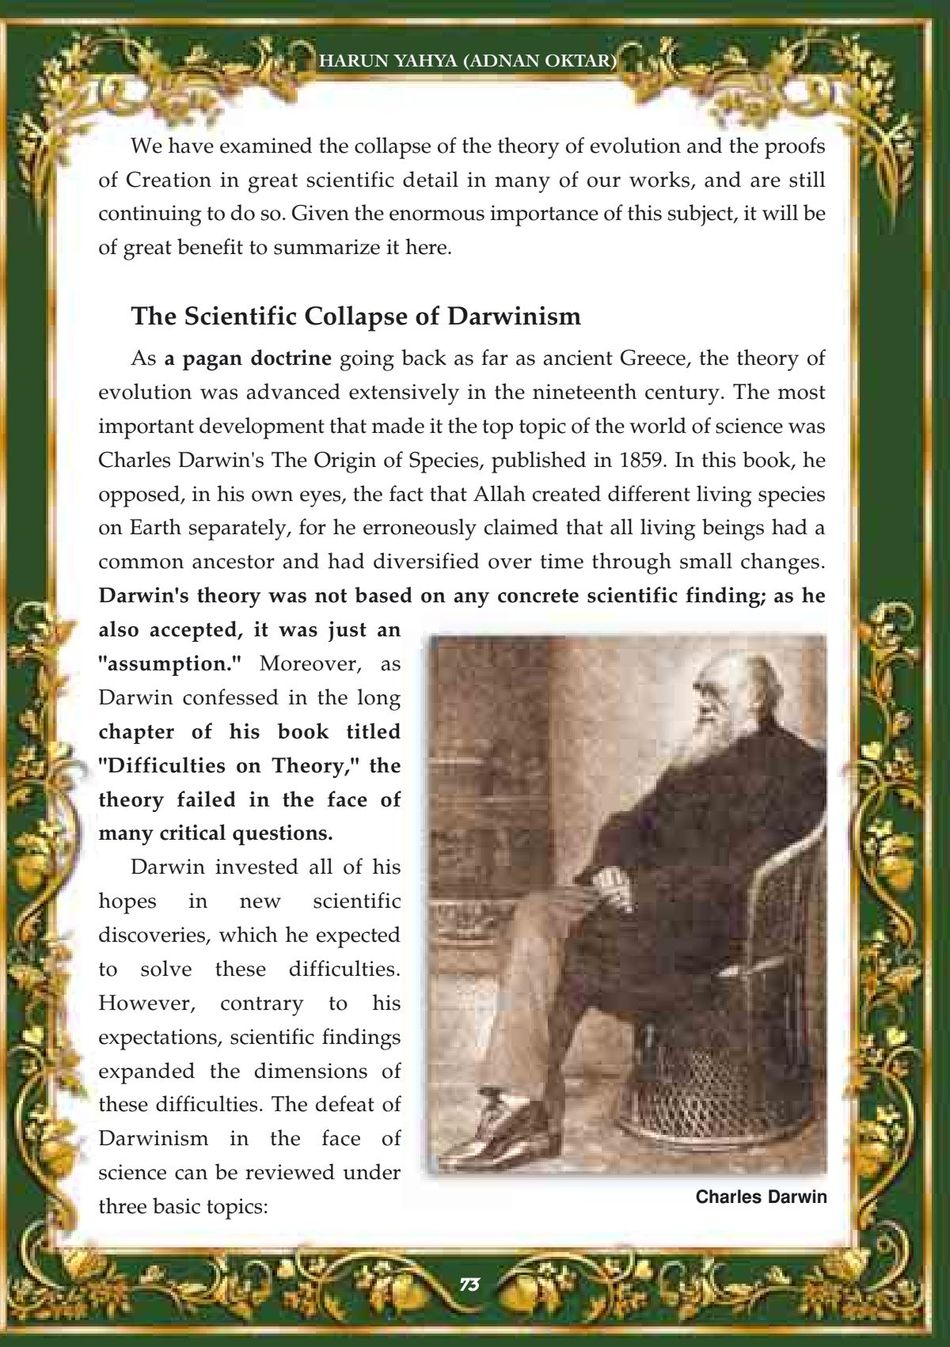 HARUN YAHYA (ADNAN OKTAR)
We have examined the collapse of the theory of evolution and the proofs
of Creation in great scientific detail in many of our works, and are still
continuing to do so. Given the enormous importance of this subject, it will be
of great benefit to summarize it here.
The Scientific Collapse of Darwinism
As a pagan doctrine going back as far as ancient Greece, the theory of
evolution was advanced extensively in the nineteenth century. The most
important development that made it the top topic of the world of science was
Charles Darwin's The Origin of Species, published in 1859. In this book, he
opposed, in his own eyes, the fact that Allah created different living species
on Earth separately, for he erroneously claimed that all living beings had a
common ancestor and had diversified over time through small changes.
Darwin's theory was not based on any concrete scientific finding; as he
also accepted, it was just an
"assumption." Moreover, as
Darwin confessed in the long
chapter of his book titled
"Difficulties on Theory," the
theory failed in the face of
many critical questions.
Darwin invested all of his
hopes in new scientific
discoveries, which he expected
to solve these difficulties.
However, contrary to his
expectations, scientific findings
expanded the dimensions of
these difficulties. The defeat of
Darwinism in the face of
science can be reviewed under
three basic topics:
Charles Darwin
73